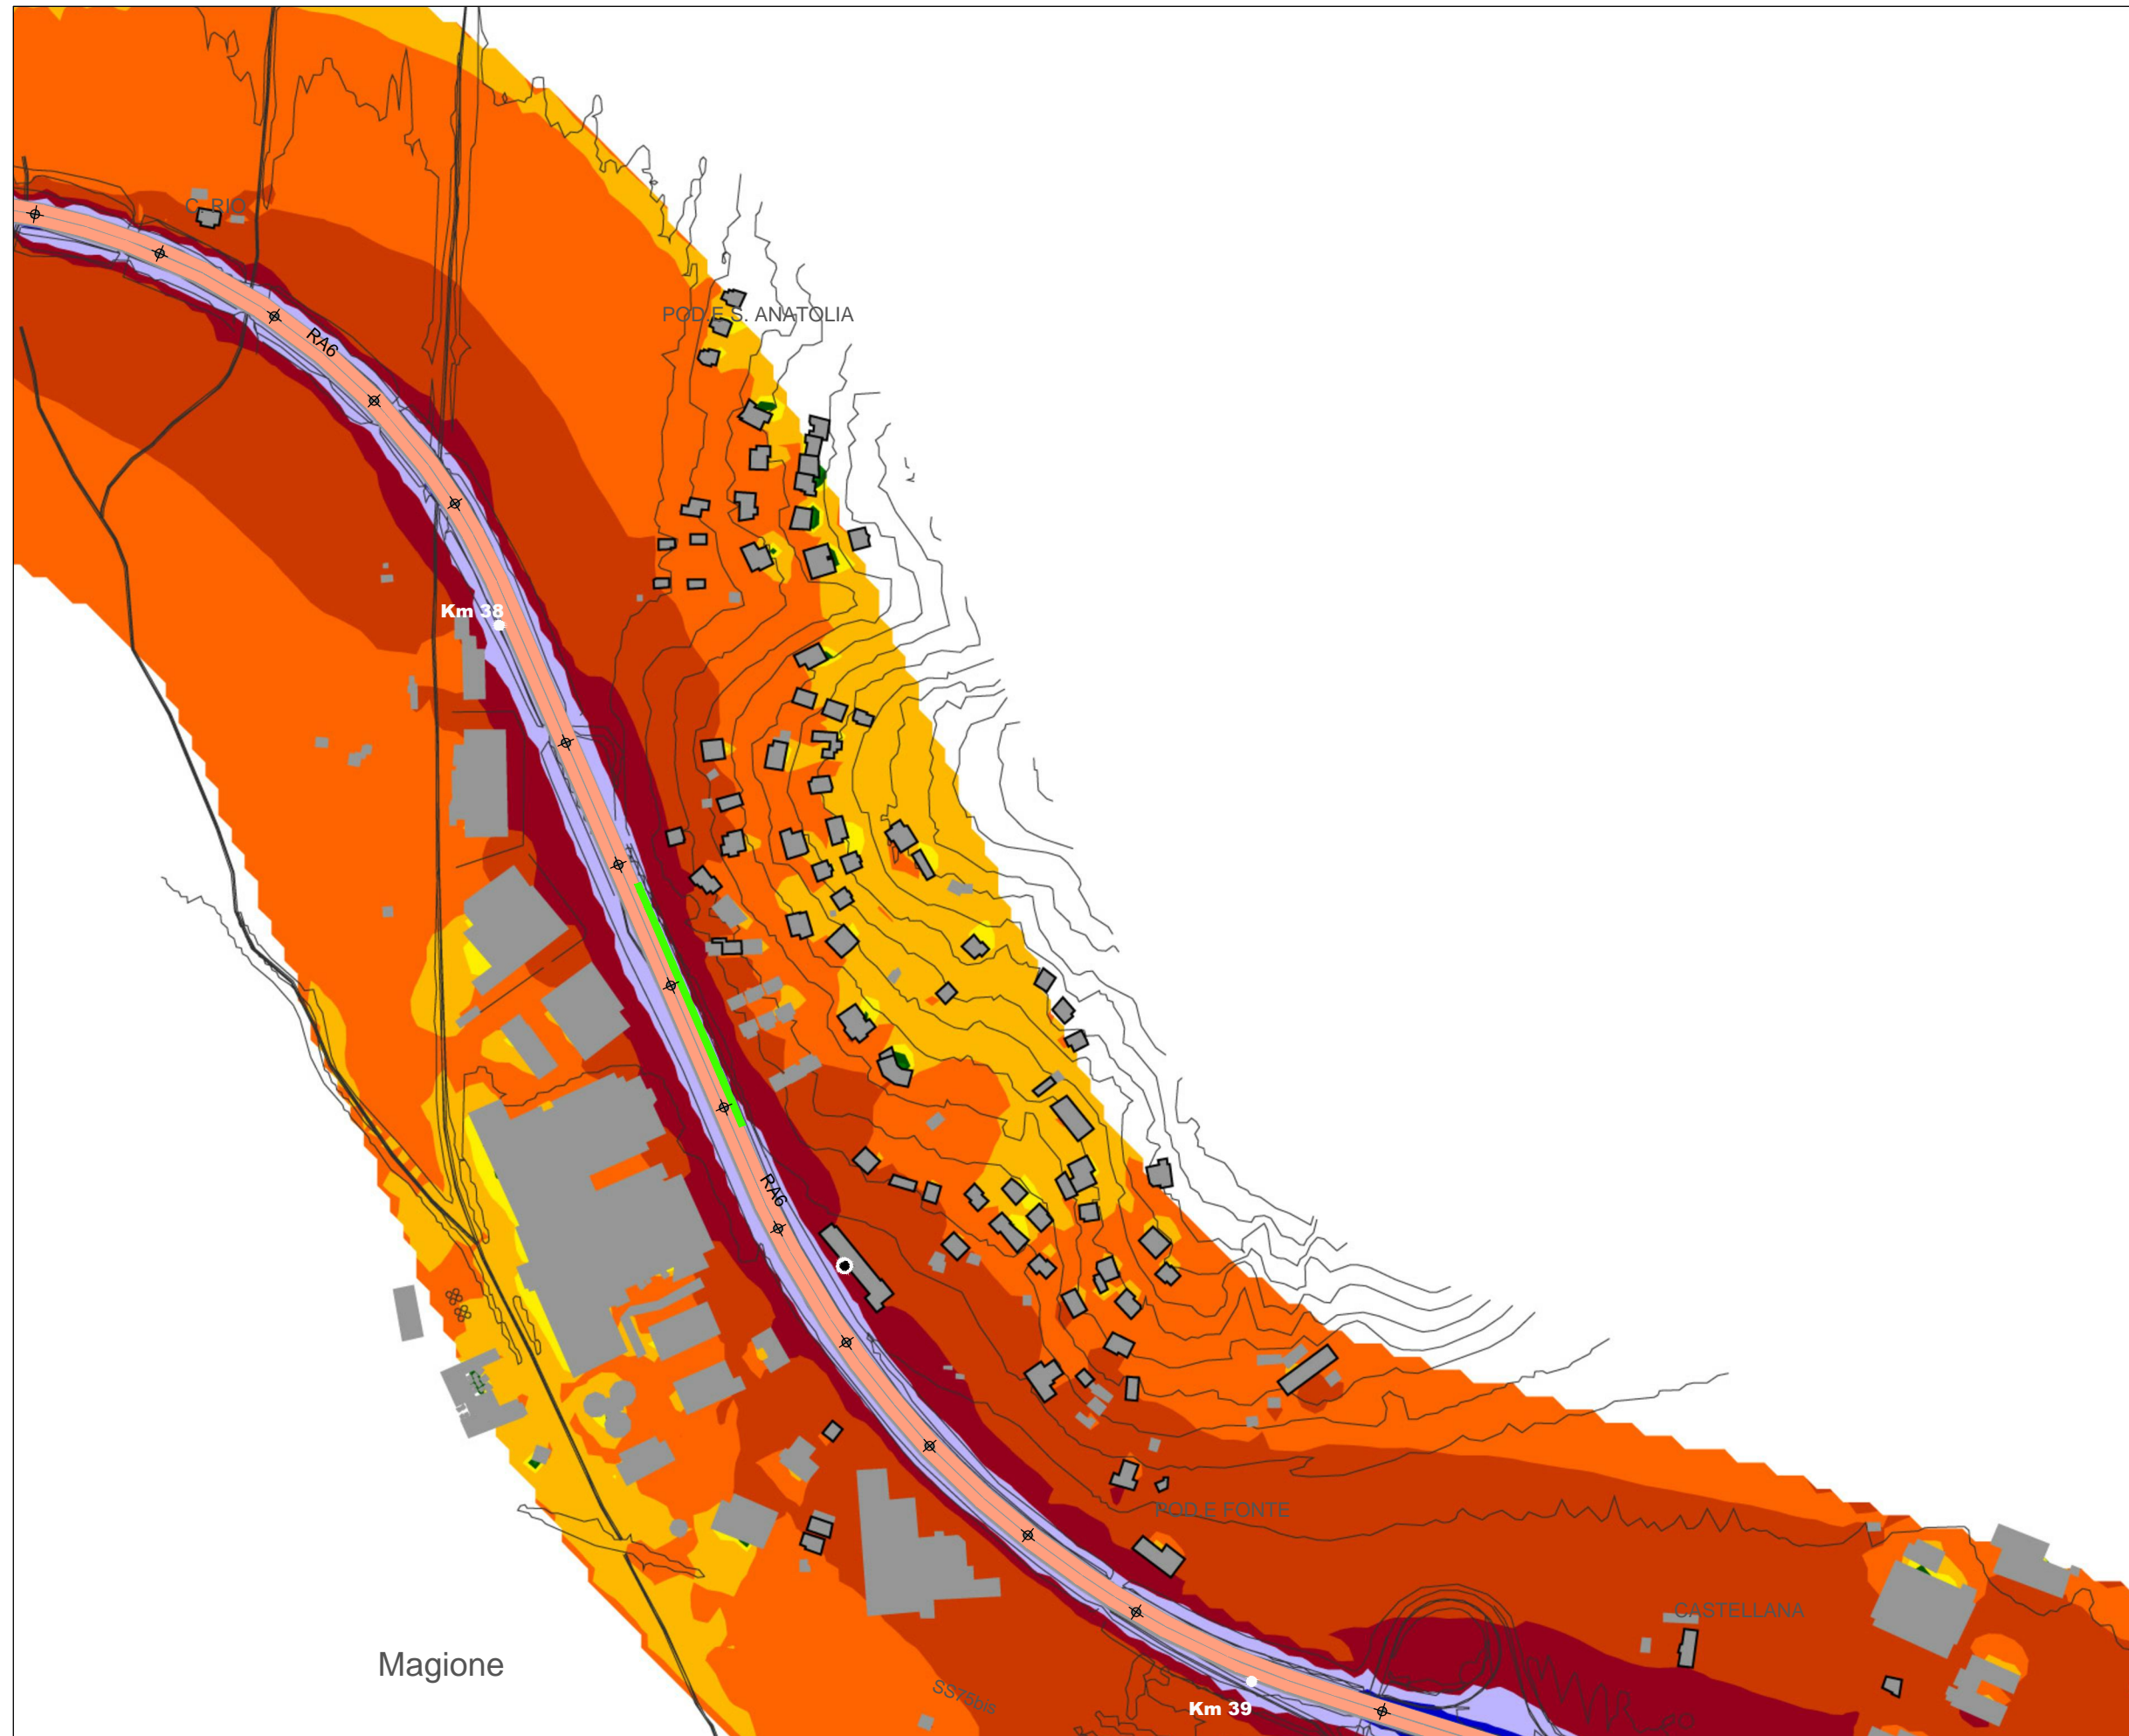 C. RIO
POD.E S. ANATOLIA
RA6
Km 38
RA6
POD.E FONTE
CASTELLANA
Magione
SS75bis
Km 39